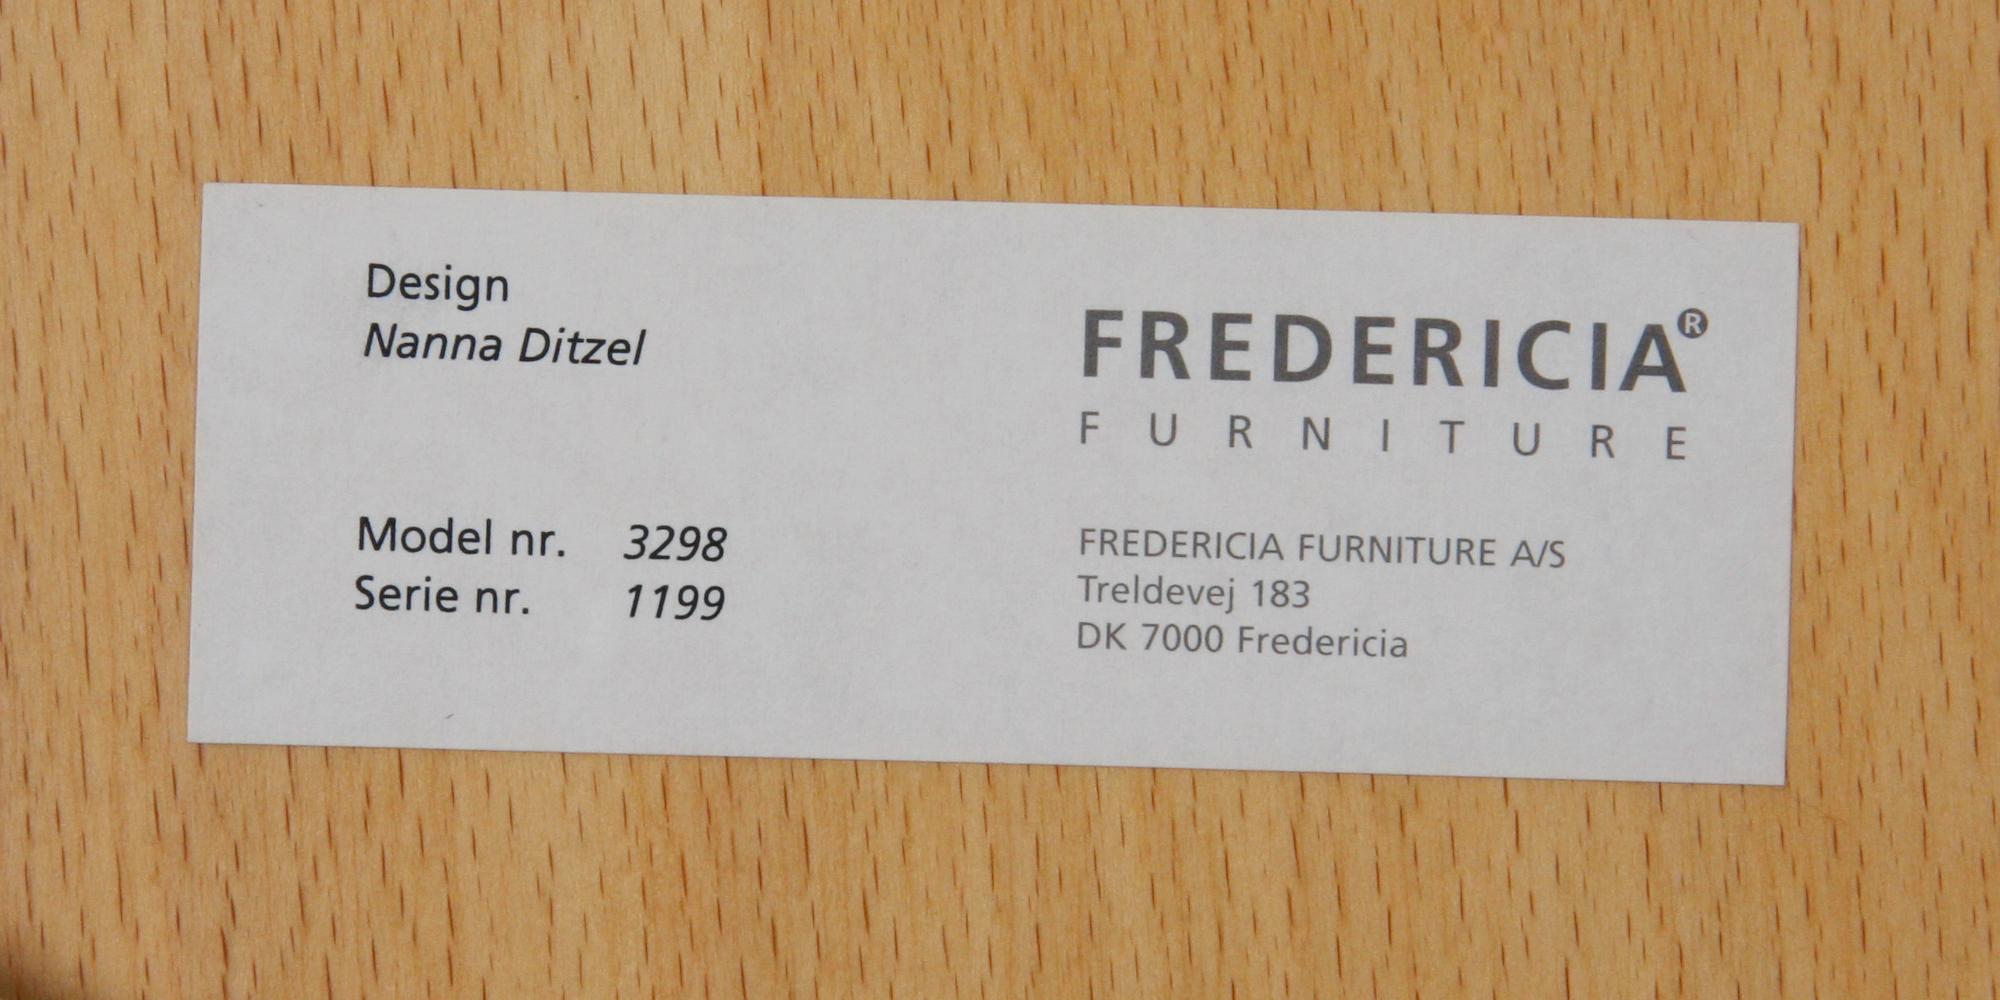 Design
Nanna Ditzel
Model nr. 3298
Serie nr. 1199
FREDERICIA®
FURNITURE
FREDERICIA FURNITURE A/S
Treldevej 183
DK 7000 Fredericia